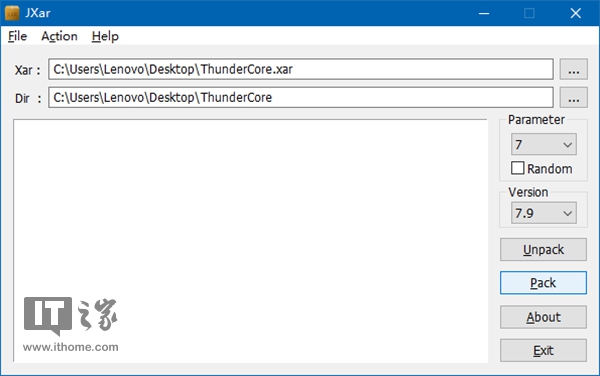 JXar
File Action Help
Xar : C:\Users\Lenovo\Desktop\ThunderCore.xar ...
Dir : C:\Users\Lenovo\Desktop\ThunderCore ...
Parameter
7
Random
Version
7.9
Unpack
Pack
About
Exit
IT之家
www.ithome.com